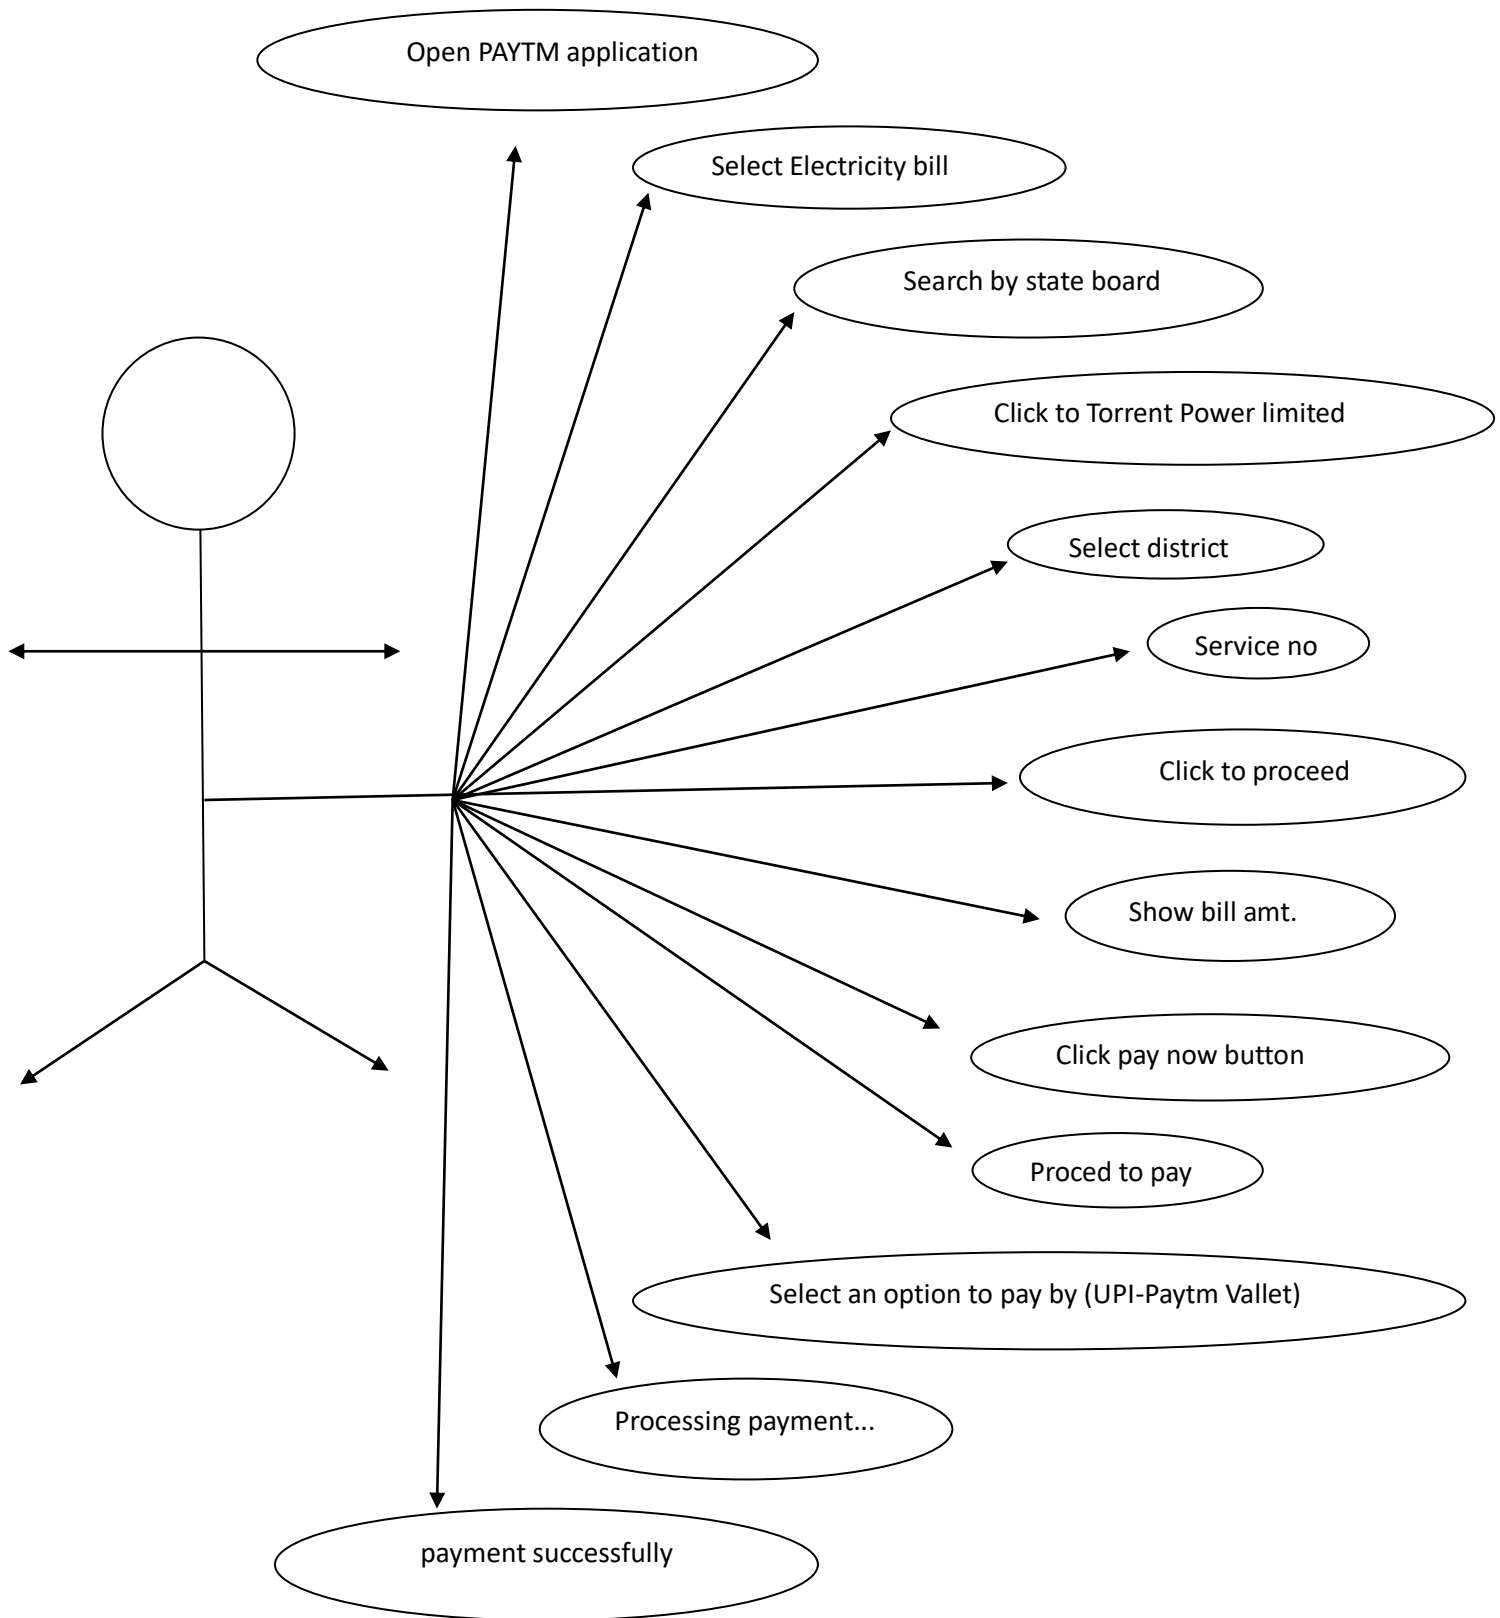 Open PAYTM application
Select Electricity bill
Search by state board
Click to Torrent Power limited
Select district
Service no
Click to proceed
Show bill amt.
Click pay now button
Proced to pay
Select an option to pay by (UPI-Paytm Vallet)
Processing payment...
payment successfully